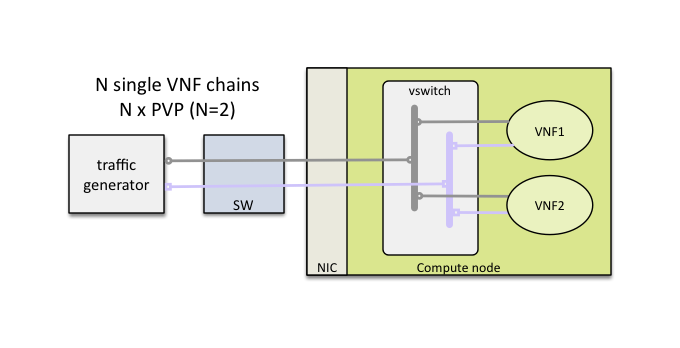 N single VNF chains
N x PVP (N=2)
traffic
generator
SW
NIC
vswitch
VNF1
VNF2
Compute node